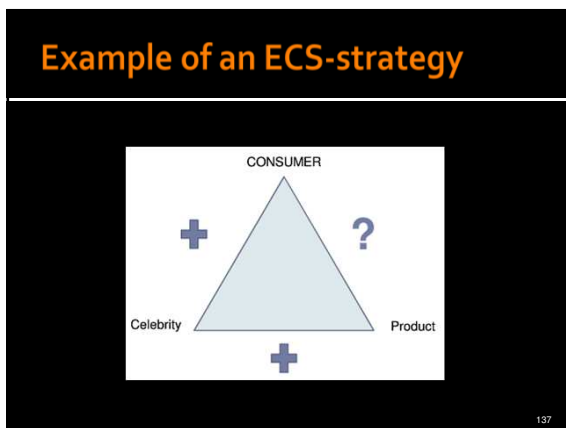 Example of an ECS-strategy
CONSUMER
+
?
Celebrity
Product
+
137